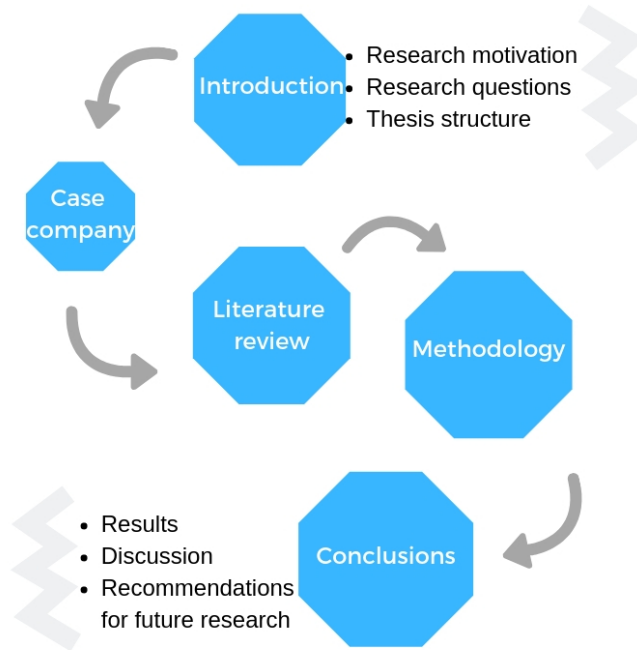 Introduction
• Research motivation
• Research questions
• Thesis structure
Case
company
Literature
review
Methodology
Conclusions
• Results
• Discussion
• Recommendations
for future research